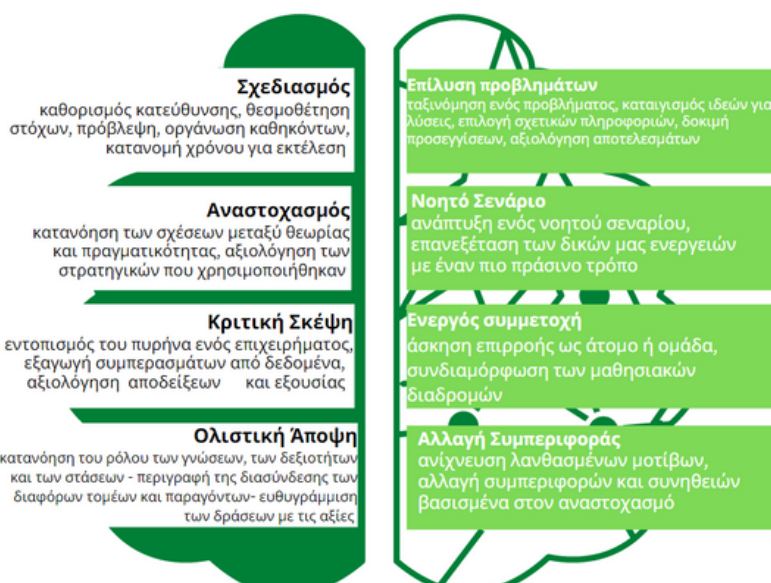 Σχεδιασμός
καθορισμός κατεύθυνσης, θεσμοθέτηση
στόχων, πρόβλεψη, οργάνωση καθηκόντων,
κατανομή χρόνου για εκτέλεση
Αναστοχασμός
κατανόηση των σχέσεων μεταξύ θεωρίας
και πραγματικότητας, αξιολόγηση των
στρατηγικών που χρησιμοποιήθηκαν
Κριτική Σκέψη
εντοπισμός του πυρήνα ενός επιχειρήματος,
εξαγωγή συμπερασμάτων από δεδομένα,
αξιολόγηση αποδείξεων και εξουσίας
Ολιστική Άποψη
κατανόηση του ρόλου των γνώσεων, των δεξιοτήτων
και των στάσεων - περιγραφή της διασύνδεσης των
διαφόρων τομέων και παραγόντων- ευθυγράμμιση
των δράσεων με τις αξίες
Επίλυση προβλημάτων
ταξινόμηση ενός προβλήματος, καταιγισμός ιδεών για
λύσεις, επιλογή σχετικών πληροφοριών, δοκιμή
προσεγγίσεων, αξιολόγηση αποτελεσμάτων
Νοητό Σενάριο
ανάπτυξη ενός νοητού σεναρίου,
επανεξέταση των δικών μας ενεργειών
με έναν πιο πράσινο τρόπο
Ενεργός συμμετοχή
άσκηση επιρροής ως άτομο ή ομάδα,
συνδιαμόρφωση των μαθησιακών
διαδρομών
Αλλαγή Συμπεριφοράς
ανίχνευση λανθασμένων μοτίβων,
αλλαγή συμπεριφορών και συνηθειών
βασισμένα στον αναστοχασμό